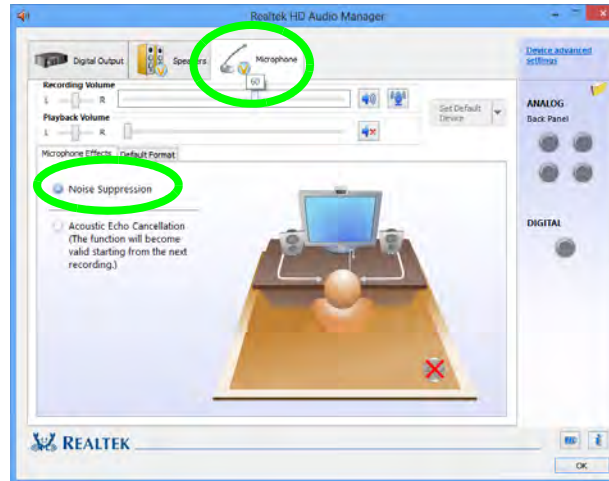 Realtek HD Audio Manager
Digital Output
Speakers
Microphone
Device advanced settings
60
Recording Volume
L R
Set Default Device
Playback Volume
L R
ANALOG
Back Panel
Microphone Effects Default Format
Noise Suppression
Acoustic Echo Cancellation
(The function will become
valid starting from the next
recording.)
DIGITAL
REALTEK
i
OK